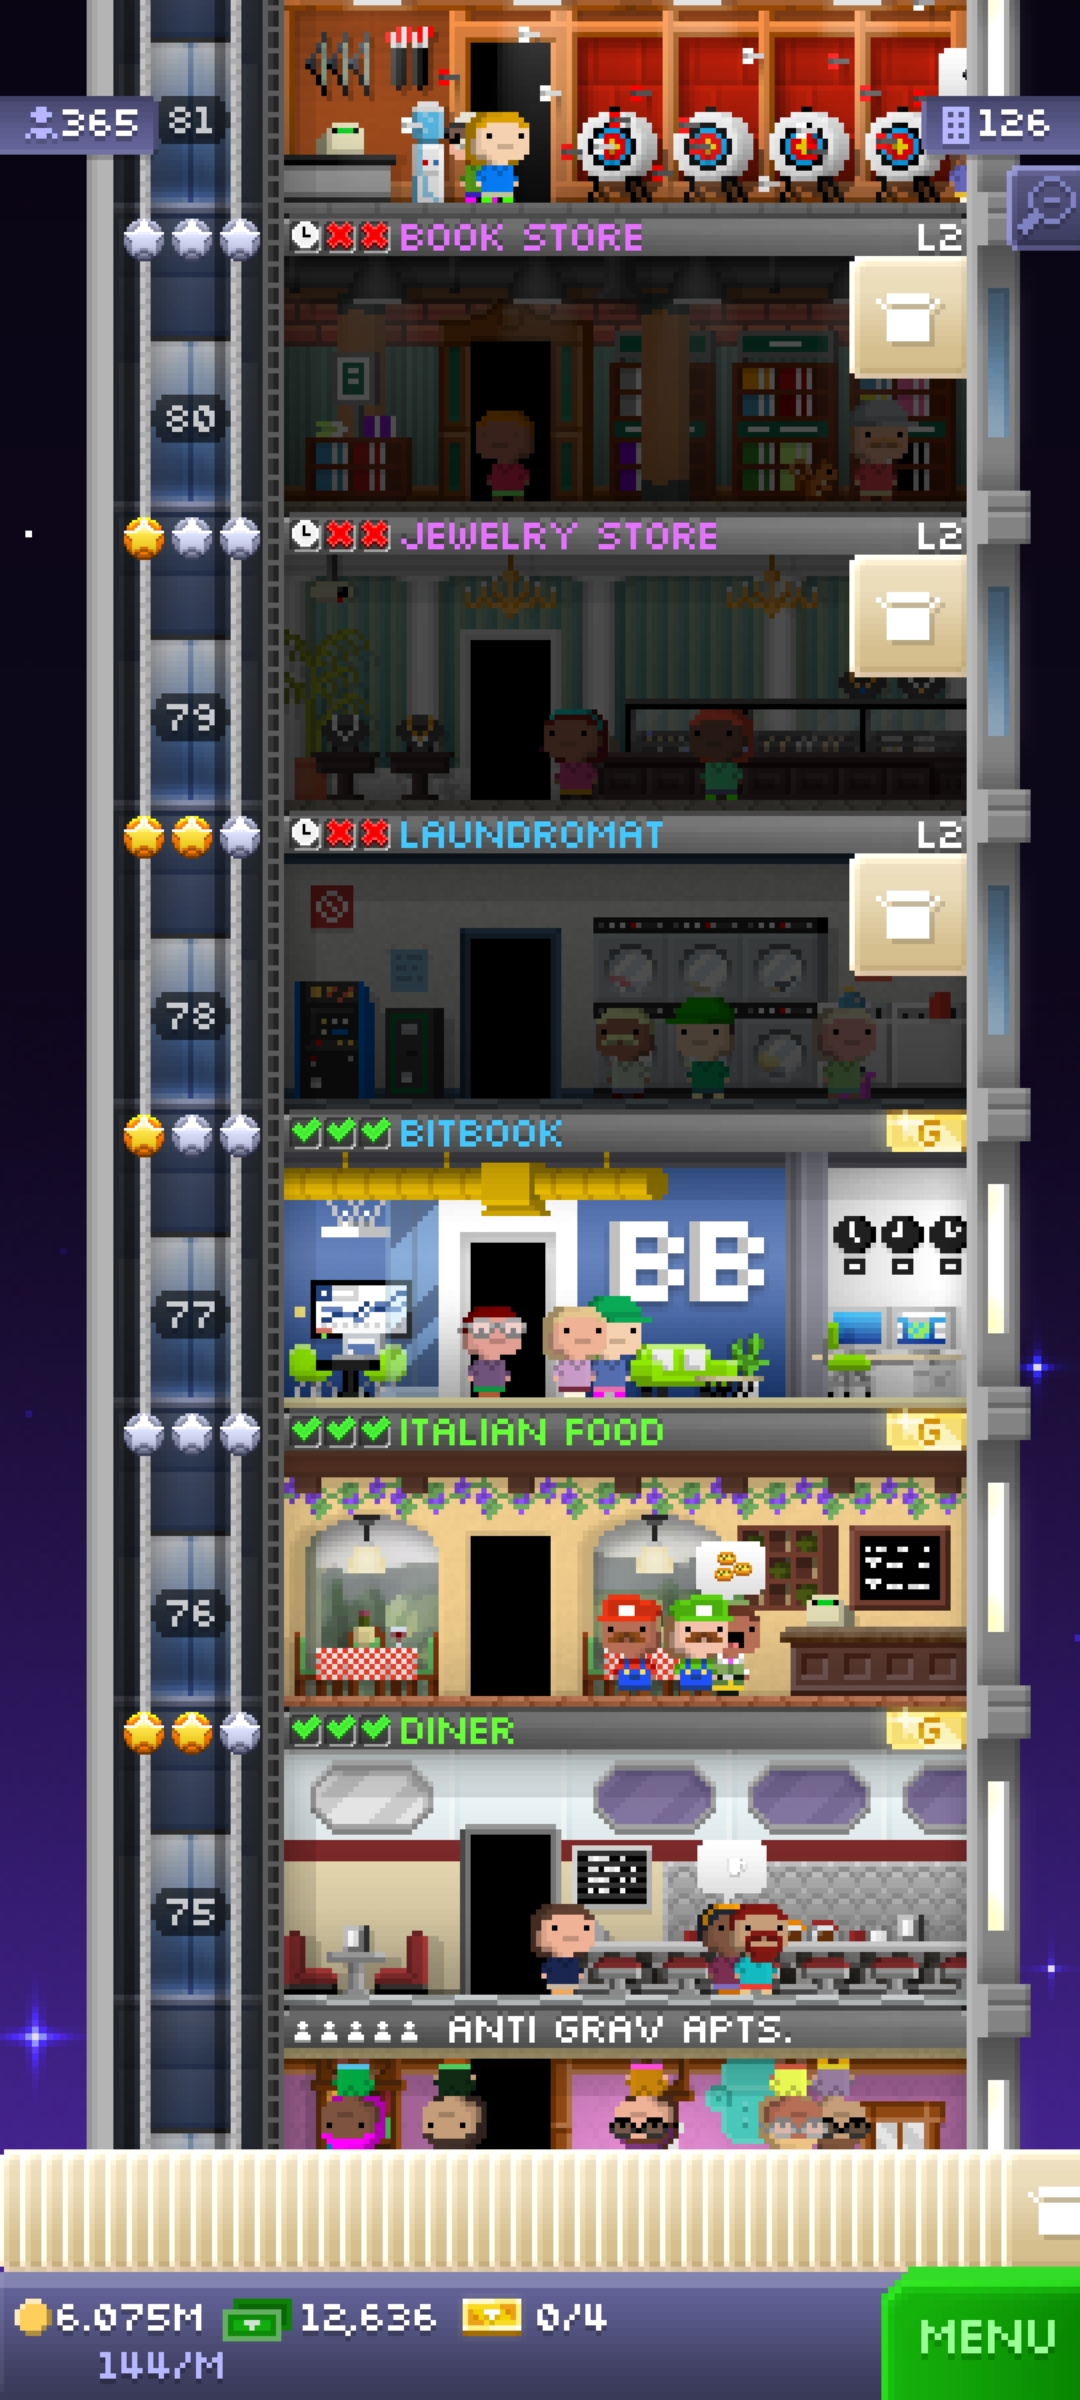 365
81
126
BOOK STORE
L2
80
JEWELRY STORE
L2
79
LAUNDROMAT
L2
78
BITBOOK
G
BB
77
ITALIAN FOOD
G
76
DINER
G
75
ANTI GRAV APTS.
6.075M
12,636
0/4
MENU
144/M